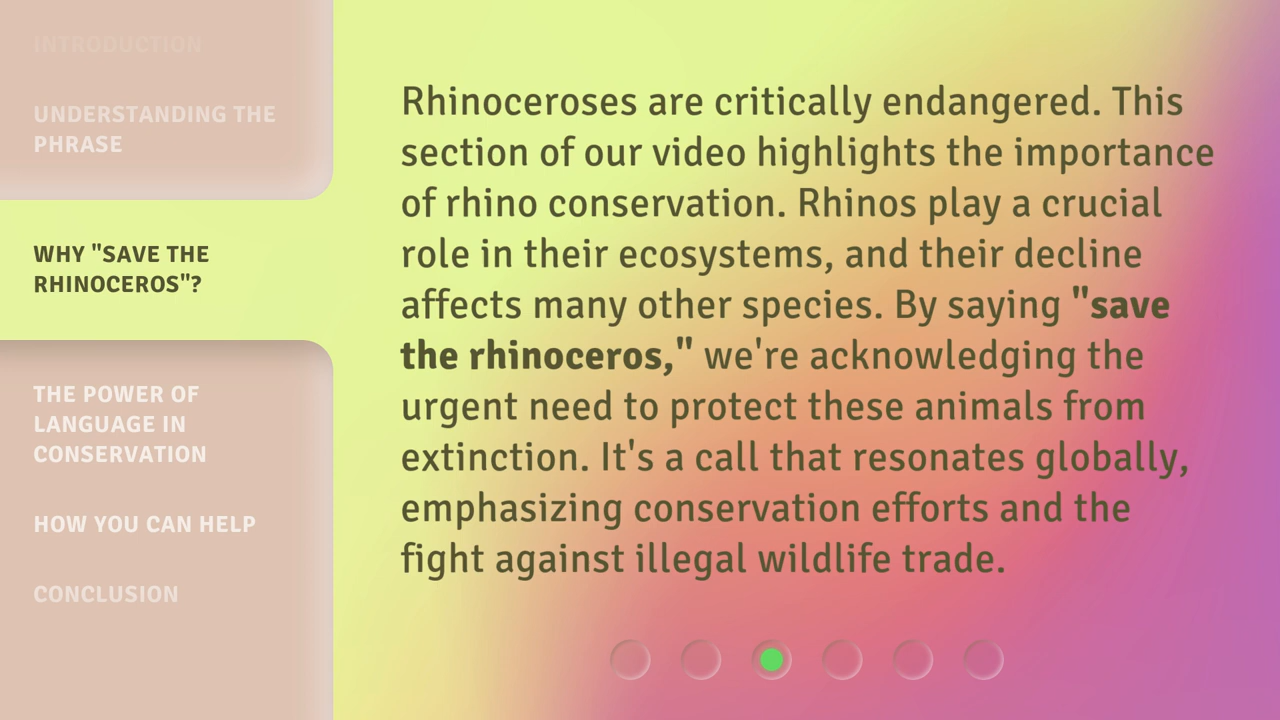 INTRODUCTION
UNDERSTANDING THE
PHRASE
WHY "SAVE THE
RHINOCEROS"?
THE POWER OF
LANGUAGE IN
CONSERVATION
HOW YOU CAN HELP
CONCLUSION
Rhinoceroses are critically endangered. This
section of our video highlights the importance
of rhino conservation. Rhinos play a crucial
role in their ecosystems, and their decline
affects many other species. By saying "save
the rhinoceros," we're acknowledging the
urgent need to protect these animals from
extinction. It's a call that resonates globally,
emphasizing conservation efforts and the
fight against illegal wildlife trade.